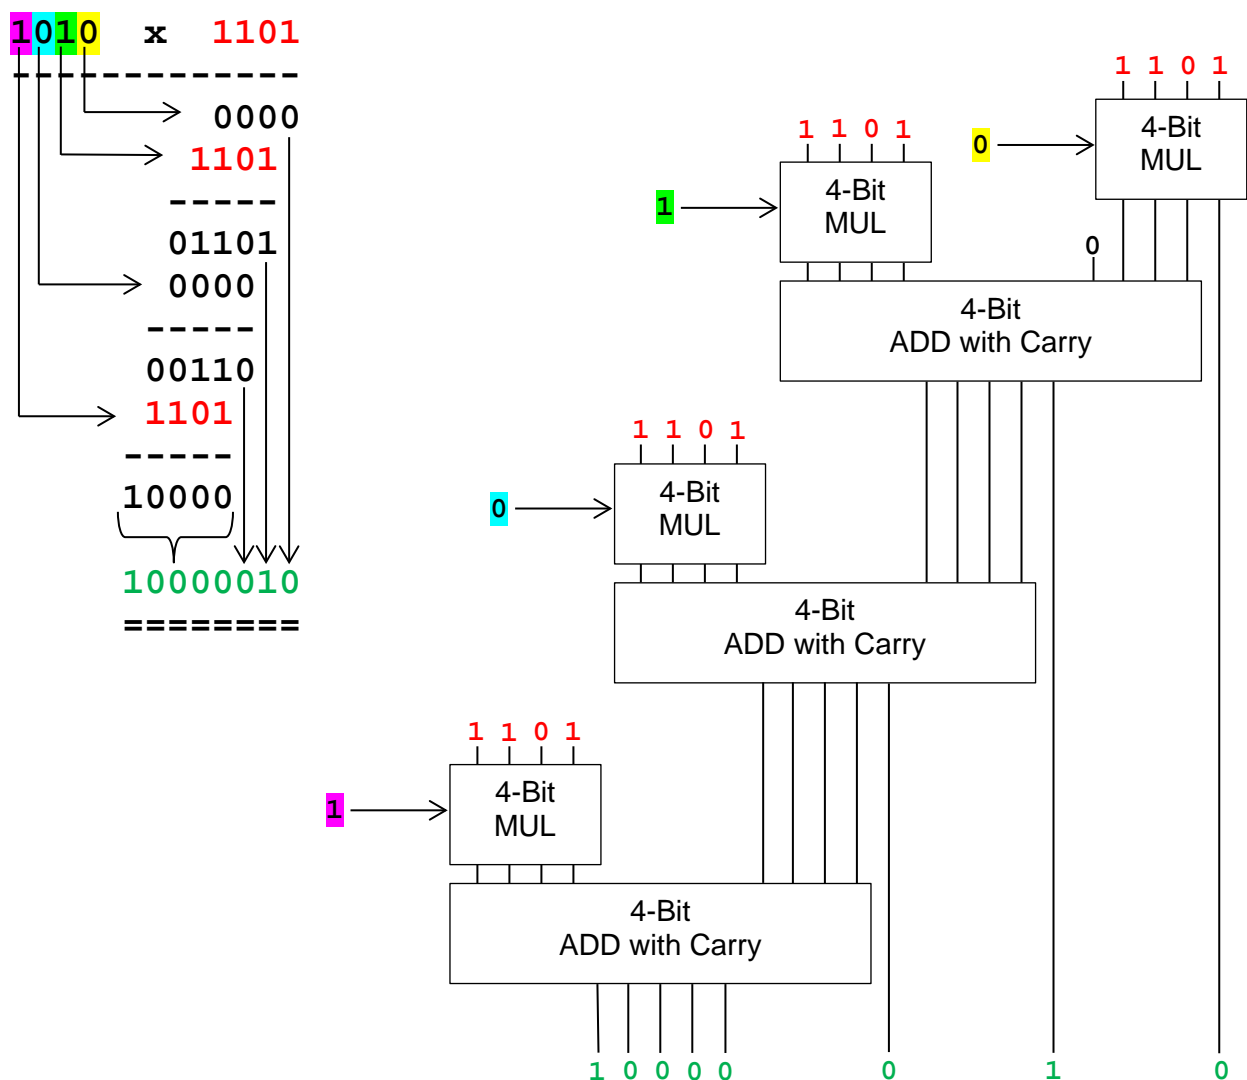 1010 x 1101
-------------
0000
1101
-----
01101
0000
-----
00110
1101
-----
10000
10000010
========
1 1 0 1
0
4-Bit
MUL
1 1 0 1
1
4-Bit
MUL
0
4-Bit
ADD with Carry
1 1 0 1
0
4-Bit
MUL
4-Bit
ADD with Carry
1 1 0 1
1
4-Bit
MUL
4-Bit
ADD with Carry
1 0 0 0 0 0 1 0